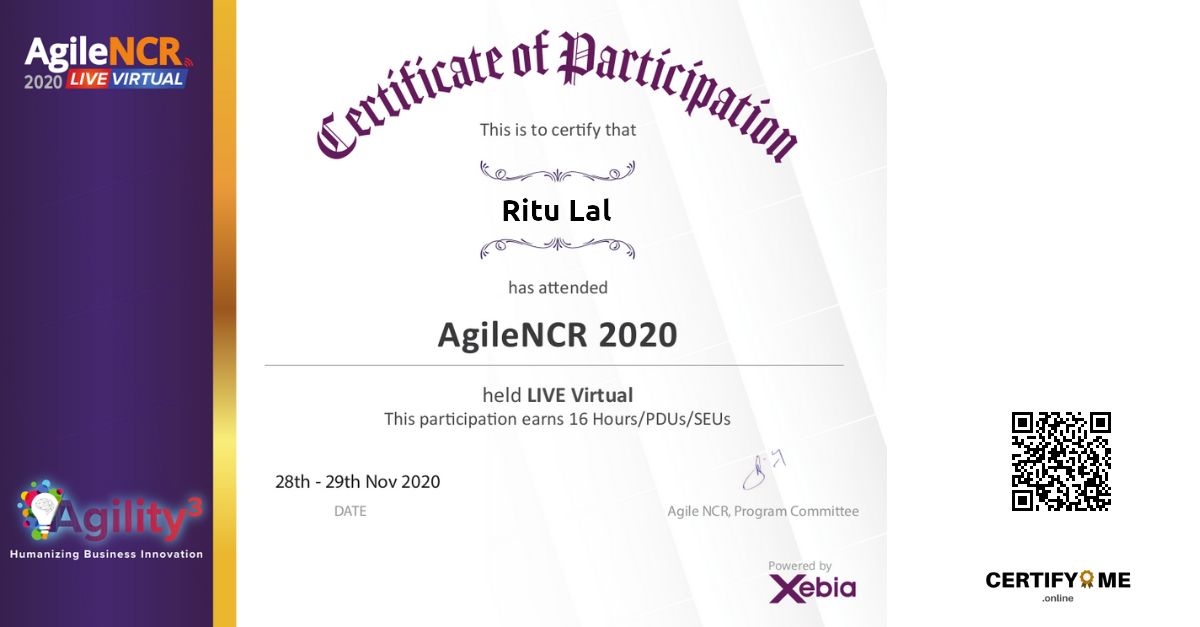 AgileNCR
2020 LIVE VIRTUAL
Certificate of Participation
This is to certify that
Ritu Lal
has attended
AgileNCR 2020
held LIVE Virtual
This participation earns 16 Hours/PDUs/SEUs
28th - 29th Nov 2020
DATE
Agile NCR, Program Committee
Agility³
Humanizing Business Innovation
Powered by
Xebia
CERTIFY ME
.online